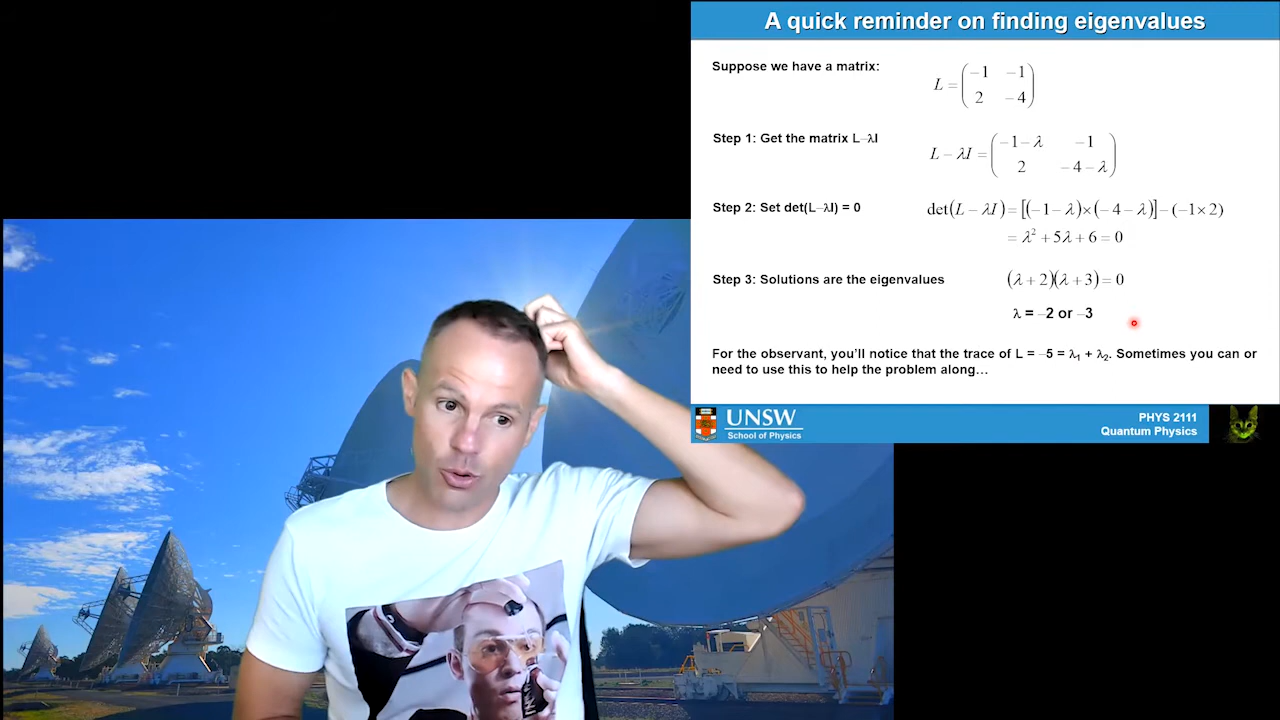 A quick reminder on finding eigenvalues
Suppose we have a matrix:
L = ( −1 −1
2 −4 )
Step 1: Get the matrix L–λI
L − λI = ( −1 − λ −1
2 −4 − λ )
Step 2: Set det(L–λI) = 0
det(L − λI) = [(−1 − λ)×(−4 − λ)] − (−1×2)
= λ² + 5λ + 6 = 0
Step 3: Solutions are the eigenvalues
(λ + 2)(λ + 3) = 0
λ = –2 or –3
For the observant, you’ll notice that the trace of L = –5 = λ₁ + λ₂. Sometimes you can or
need to use this to help the problem along…
UNSW
School of Physics
PHYS 2111
Quantum Physics